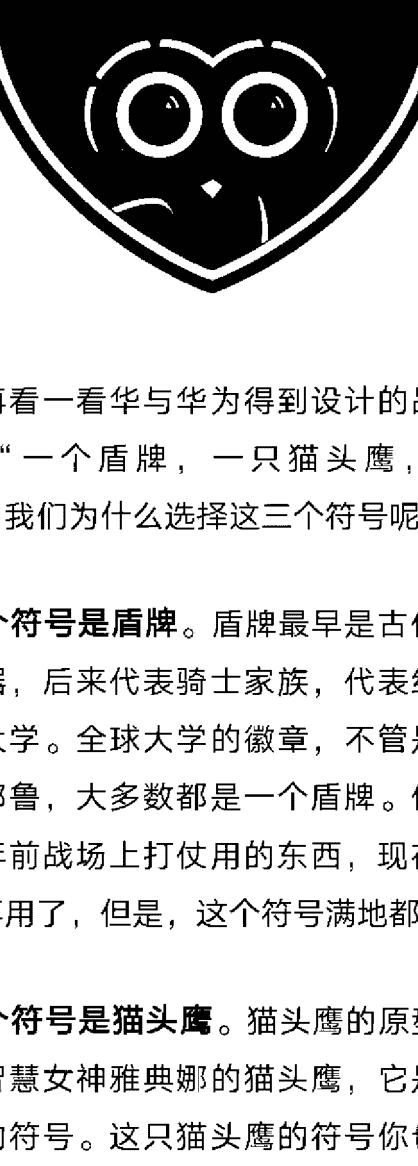 看一看华与华为得到设计的
“一个盾牌，一只猫头鹰，
我们为什么选择这三个符号呢
个符号是盾牌。盾牌最早是古
器，后来代表骑士家族，代表
大学。全球大学的徽章，不管是
耶鲁，大多数都是一个盾牌。
年前战场上打仗用的东西，现在
用了，但是，这个符号满地都
个符号是猫头鹰。猫头鹰的原型
智慧女神雅典娜的猫头鹰，它是
的符号。这只猫头鹰的符号你